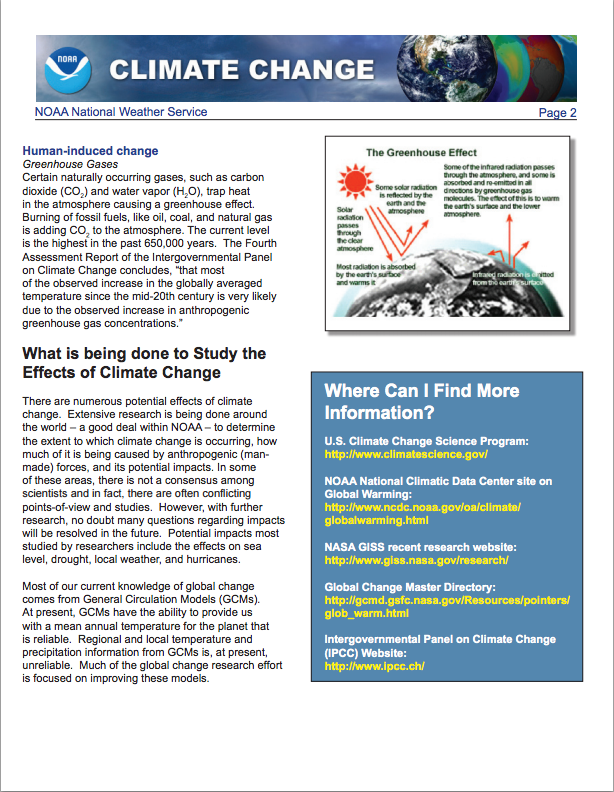 NOAA
CLIMATE CHANGE
NOAA National Weather Service
Page 2
Human-induced change
Greenhouse Gases
Certain naturally occurring gases, such as carbon
dioxide (CO2) and water vapor (H2O), trap heat
in the atmosphere causing a greenhouse effect.
Burning of fossil fuels, like oil, coal, and natural gas
is adding CO2 to the atmosphere. The current level
is the highest in the past 650,000 years.  The Fourth
Assessment Report of the Intergovernmental Panel
on Climate Change concludes, “that most
of the observed increase in the globally averaged
temperature since the mid-20th century is very likely
due to the observed increase in anthropogenic
greenhouse gas concentrations.”
What is being done to Study the
Effects of Climate Change
There are numerous potential effects of climate
change.  Extensive research is being done around
the world – a good deal within NOAA – to determine
the extent to which climate change is occurring, how
much of it is being caused by anthropogenic (man-
made) forces, and its potential impacts. In some
of these areas, there is not a consensus among
scientists and in fact, there are often conflicting
points-of-view and studies.  However, with further
research, no doubt many questions regarding impacts
will be resolved in the future.  Potential impacts most
studied by researchers include the effects on sea
level, drought, local weather, and hurricanes.
Most of our current knowledge of global change
comes from General Circulation Models (GCMs).
At present, GCMs have the ability to provide us
with a mean annual temperature for the planet that
is reliable.  Regional and local temperature and
precipitation information from GCMs is, at present,
unreliable.  Much of the global change research effort
is focused on improving these models.
The Greenhouse Effect
Some solar radiation
is reflected by the
earth and the
atmosphere
Some of the infrared radiation passes
through the atmosphere, and some is
absorbed and re-emitted in all
directions by greenhouse gas
molecules. The effect of this is to warm
the earth's surface and the lower
atmosphere.
Solar
radiation
passes
through
the clear
atmosphere
Most radiation is absorbed
by the earth's surface
and warms it
Infrared radiation is emitted
from the earth's surface
Where Can I Find More
Information?
U.S. Climate Change Science Program:
http://www.climatescience.gov/
NOAA National Climatic Data Center site on
Global Warming:
http://www.ncdc.noaa.gov/oa/climate/
globalwarming.html
NASA GISS recent research website:
http://www.giss.nasa.gov/research/
Global Change Master Directory:
http://gcmd.gsfc.nasa.gov/Resources/pointers/
glob_warm.html
Intergovernmental Panel on Climate Change
(IPCC) Website:
http://www.ipcc.ch/